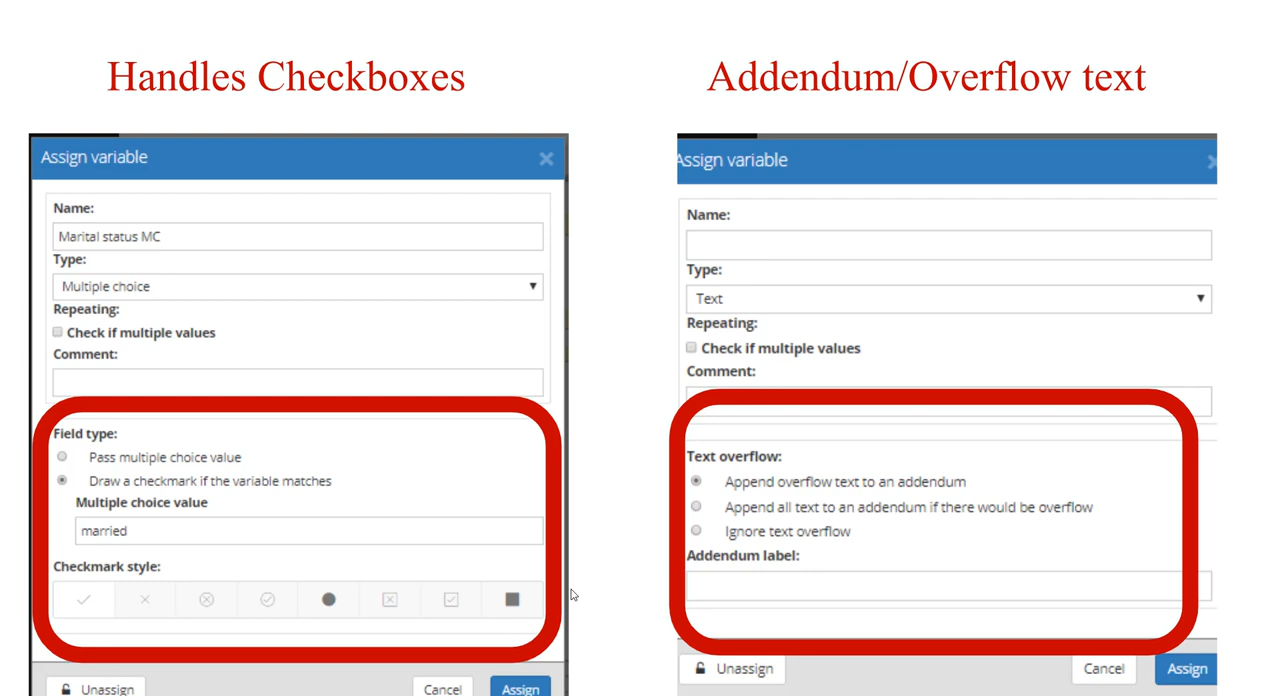 Handles Checkboxes
Assign variable
Name:
Marital status MC
Type:
Multiple choice
Repeating:
Check if multiple values
Comment:
Field type:
Pass multiple choice value
Draw a checkmark if the variable matches
Multiple choice value
married
Checkmark style:
Unassign Cancel Assign
Addendum/Overflow text
Assign variable
Name:
Type:
Text
Repeating:
Check if multiple values
Comment:
Text overflow:
Append overflow text to an addendum
Append all text to an addendum if there would be overflow
Ignore text overflow
Addendum label:
Unassign Cancel Assign